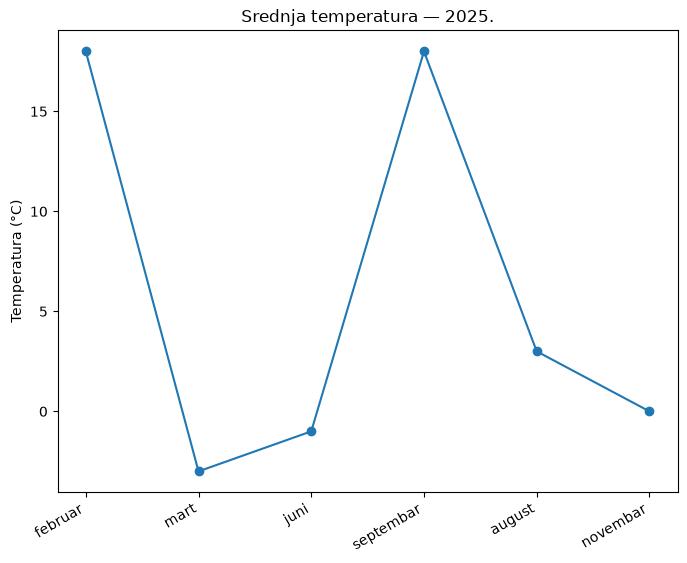 Srednja temperatura — 2025.
Temperatura (°C)
15
10
5
0
februar
mart
juni
septembar
august
novembar